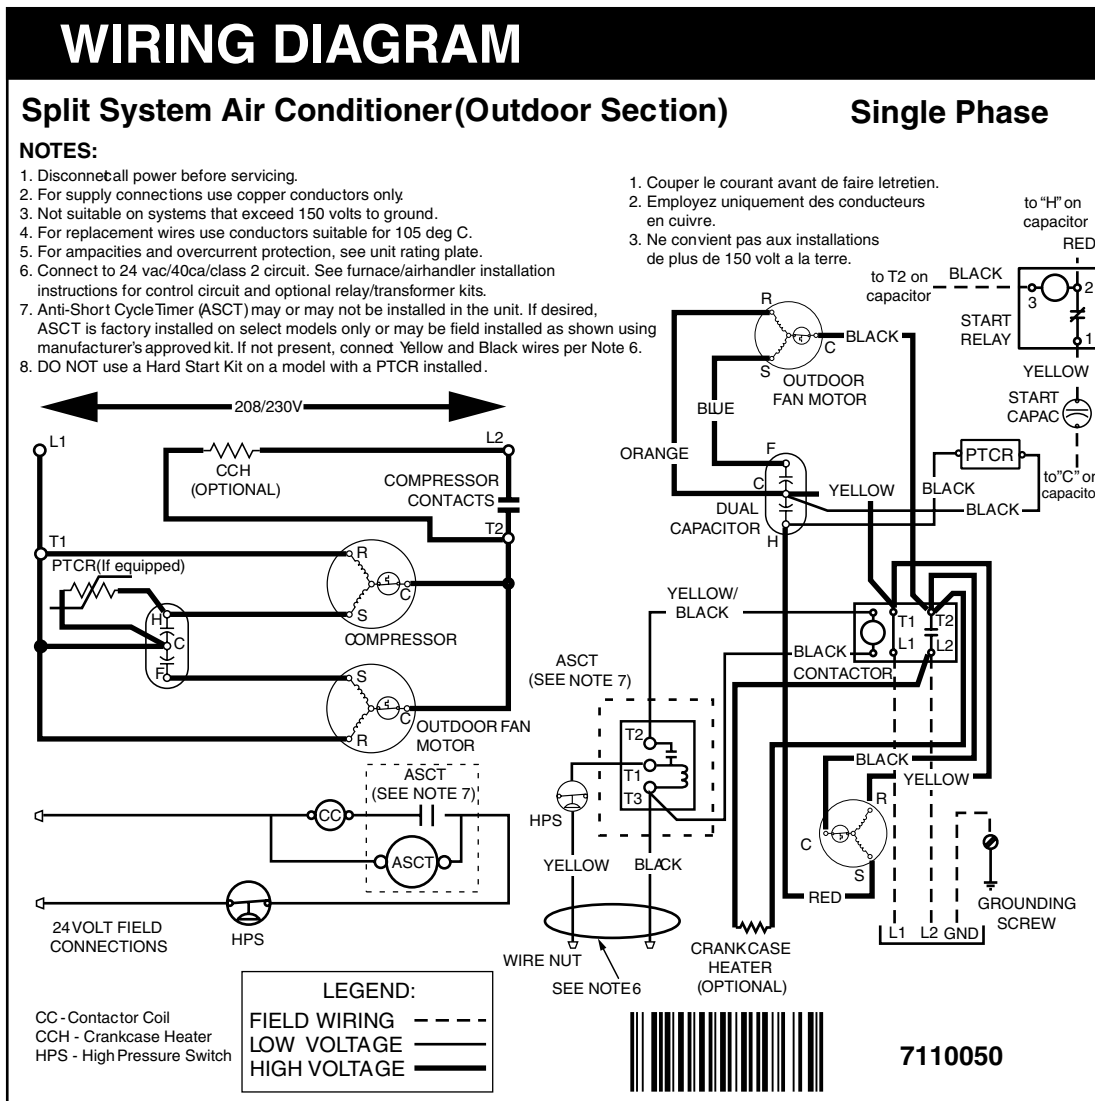 WIRING DIAGRAM
Split System Air Conditioner (Outdoor Section)
Single Phase
NOTES:
1. Disconnect all power before servicing.
2. For supply connections use copper conductors only.
3. Not suitable on systems that exceed 150 volts to ground.
4. For replacement wires use conductors suitable for 105 deg C.
5. For ampacities and overcurrent protection, see unit rating plate.
6. Connect to 24 vac/40ca/class 2 circuit. See furnace/airhandler installation
instructions for control circuit and optional relay/transformer kits.
7. Anti-Short Cycle Timer (ASCT) may or may not be installed in the unit. If desired,
ASCT is factory installed on select models only or may be field installed as shown using
manufacturer's approved kit. If not present, connect Yellow and Black wires per Note 6.
8. DO NOT use a Hard Start Kit on a model with a PTCR installed.
1. Couper le courant avant de faire letretien.
2. Employez uniquement des conducteurs
en cuivre.
3. Ne convient pas aux installations
de plus de 150 volt a la terre.
to "H" on
capacitor
RED
to T2 on
capacitor
BLACK
3
2
1
START
RELAY
YELLOW
START
CAPAC
to "C" on
capacito
208/230V
L1
L2
CCH
(OPTIONAL)
COMPRESSOR
CONTACTS
T1
T2
PTCR(If equipped)
R
C
S
COMPRESSOR
H
C
F
S
C
R
OUTDOOR FAN
MOTOR
ASCT
(SEE NOTE 7)
CC
ASCT
24 VOLT FIELD
CONNECTIONS
HPS
R
C
S
BLACK
OUTDOOR
FAN MOTOR
BLUE
ORANGE
F
C
H
YELLOW
DUAL
CAPACITOR
PTCR
BLACK
BLACK
YELLOW/
BLACK
T1
T2
L1
L2
BLACK
CONTACTOR
ASCT
(SEE NOTE 7)
T2
T1
T3
HPS
YELLOW
BLACK
BLACK
YELLOW
R
C
S
RED
GROUNDING
SCREW
L1
L2
GND
WIRE NUT
SEE NOTE 6
CRANKCASE
HEATER
(OPTIONAL)
CC - Contactor Coil
CCH - Crankcase Heater
HPS - High Pressure Switch
LEGEND:
FIELD WIRING
LOW VOLTAGE
HIGH VOLTAGE
7110050